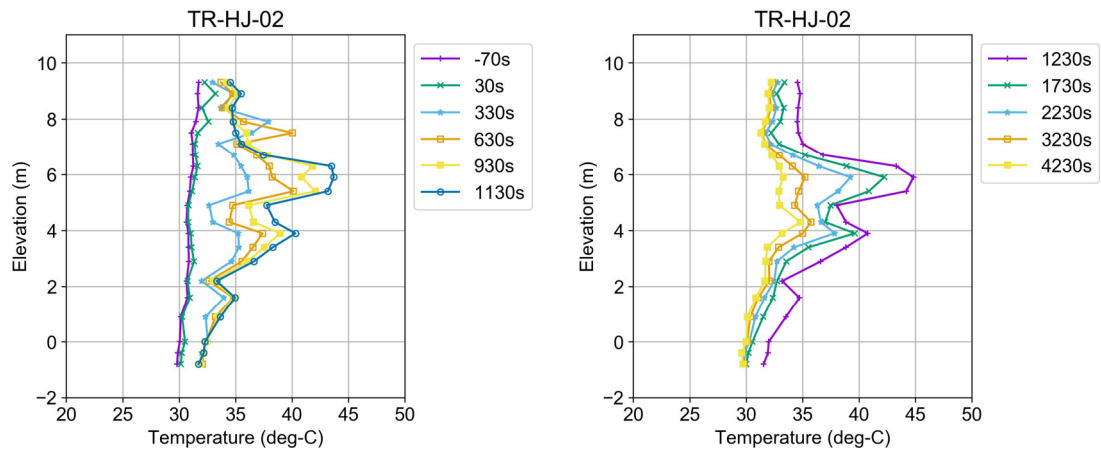 TR-HJ-02
10
8
6
4
2
0
−2
20
25
30
35
40
45
50
Elevation (m)
Temperature (deg-C)
-70s
30s
330s
630s
930s
1130s
TR-HJ-02
10
8
6
4
2
0
−2
20
25
30
35
40
45
50
Elevation (m)
Temperature (deg-C)
1230s
1730s
2230s
3230s
4230s